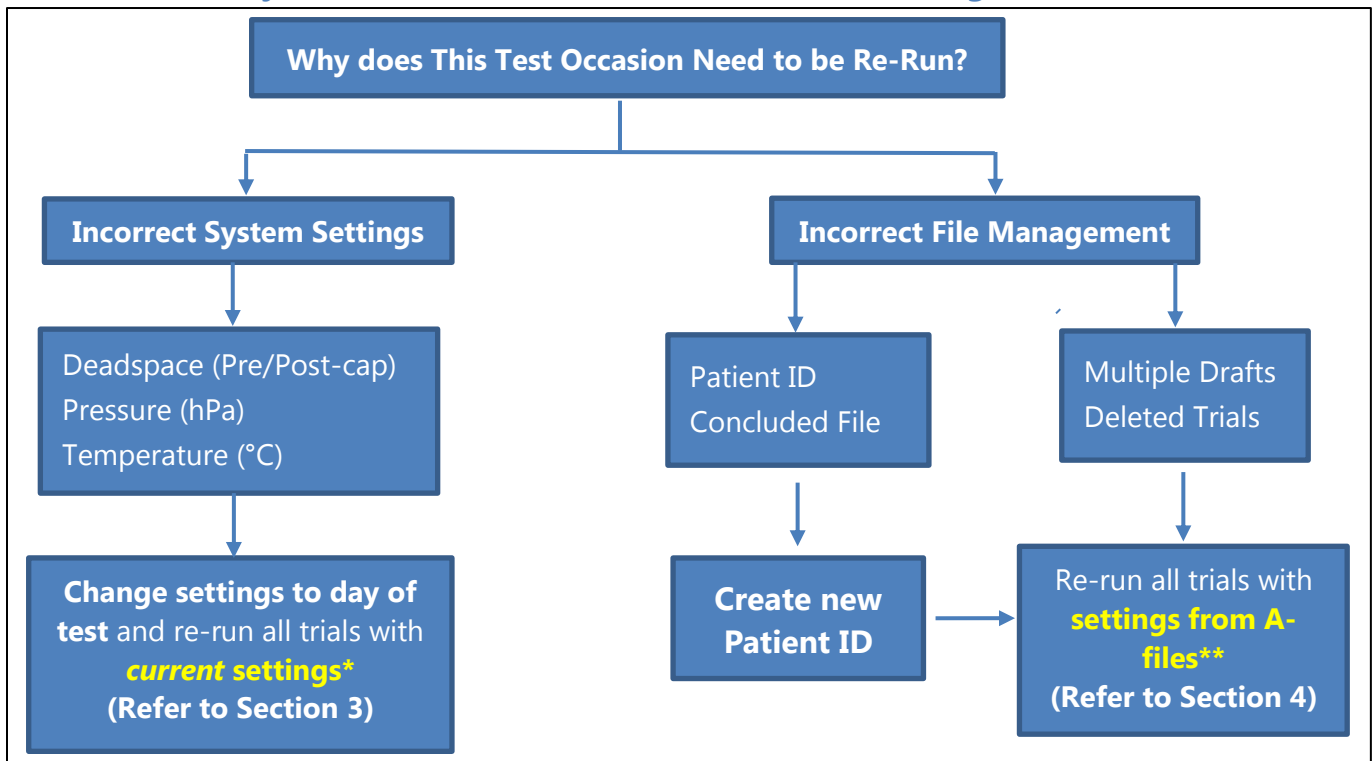 Why does This Test Occasion Need to be Re-Run?
Incorrect System Settings
Incorrect File Management
Deadspace (Pre/Post-cap)
Pressure (hPa)
Temperature (°C)
Patient ID
Concluded File
Multiple Drafts
Deleted Trials
Change settings to day of
test and re-run all trials with
current settings*
(Refer to Section 3)
Create new
Patient ID
Re-run all trials with
settings from A-
files**
(Refer to Section 4)